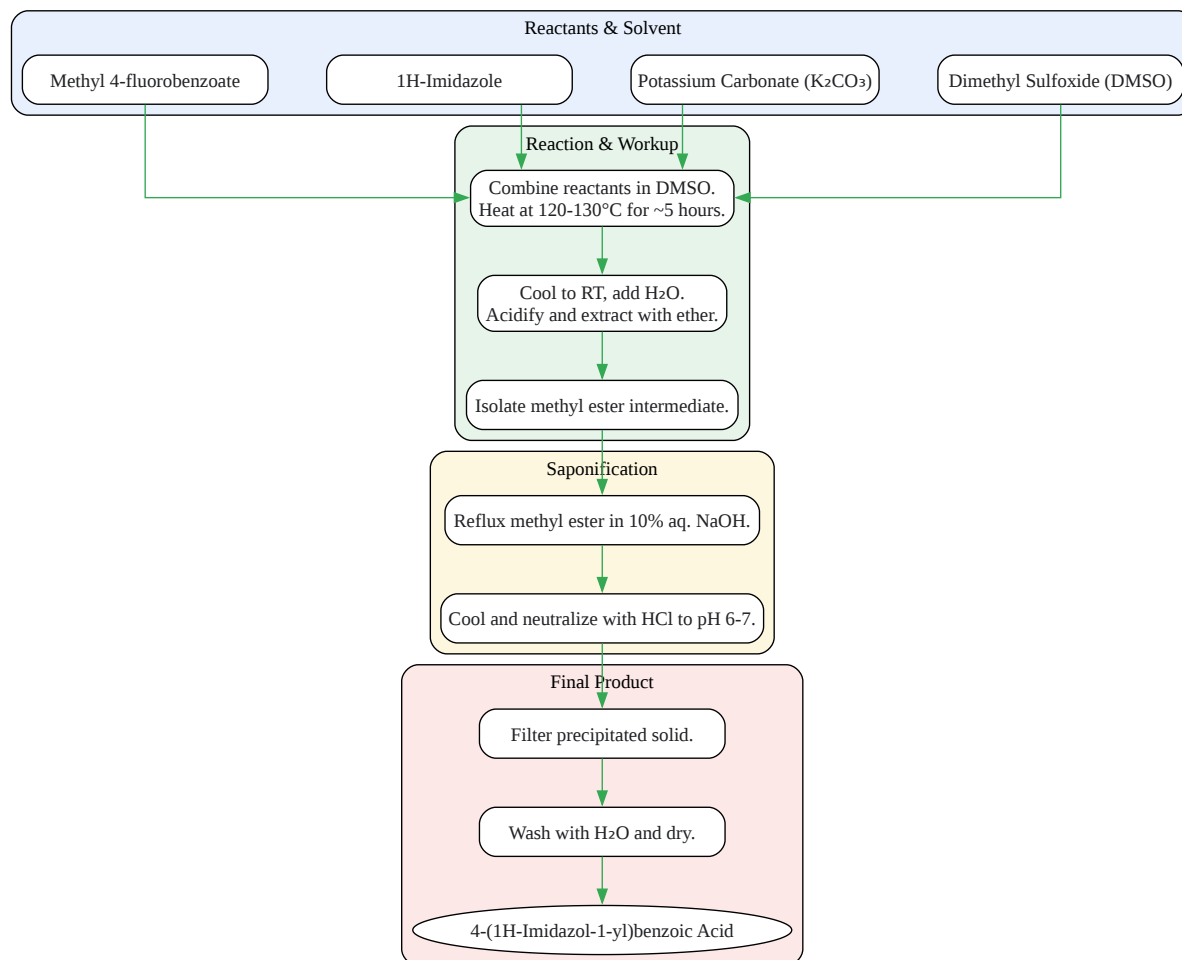 Reactants & Solvent
Methyl 4-fluorobenzoate
1H-Imidazole
Potassium Carbonate (K₂CO₃)
Dimethyl Sulfoxide (DMSO)
Reaction & Workup
Combine reactants in DMSO.
Heat at 120-130°C for ~5 hours.
Cool to RT, add H₂O.
Acidify and extract with ether.
Isolate methyl ester intermediate.
Saponification
Reflux methyl ester in 10% aq. NaOH.
Cool and neutralize with HCl to pH 6-7.
Final Product
Filter precipitated solid.
Wash with H₂O and dry.
4-(1H-Imidazol-1-yl)benzoic Acid